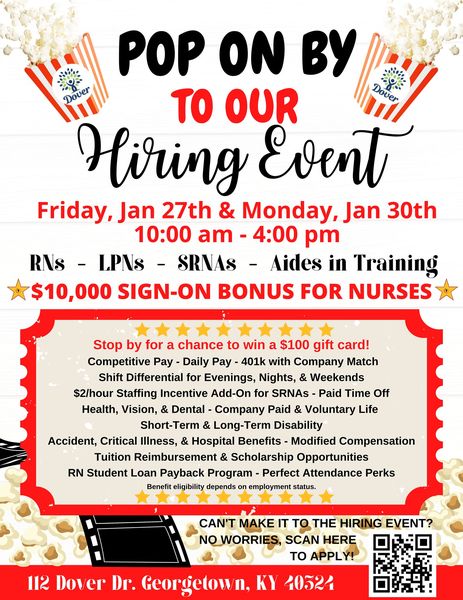 Dover
Dover
POP ON BY
TO OUR
Hiring Event
Friday, Jan 27th & Monday, Jan 30th
10:00 am - 4:00 pm
RNs - LPNs - SRNAs - Aides in Training
$10,000 SIGN-ON BONUS FOR NURSES
Stop by for a chance to win a $100 gift card!
Competitive Pay - Daily Pay - 401k with Company Match
Shift Differential for Evenings, Nights, & Weekends
$2/hour Staffing Incentive Add-On for SRNAs - Paid Time Off
Health, Vision, & Dental - Company Paid & Voluntary Life
Short-Term & Long-Term Disability
Accident, Critical Illness, & Hospital Benefits - Modified Compensation
Tuition Reimbursement & Scholarship Opportunities
RN Student Loan Payback Program - Perfect Attendance Perks
Benefit eligibility depends on employment status.
CAN'T MAKE IT TO THE HIRING EVENT?
NO WORRIES, SCAN HERE
TO APPLY!
112 Dover Dr. Georgetown, KY 40324